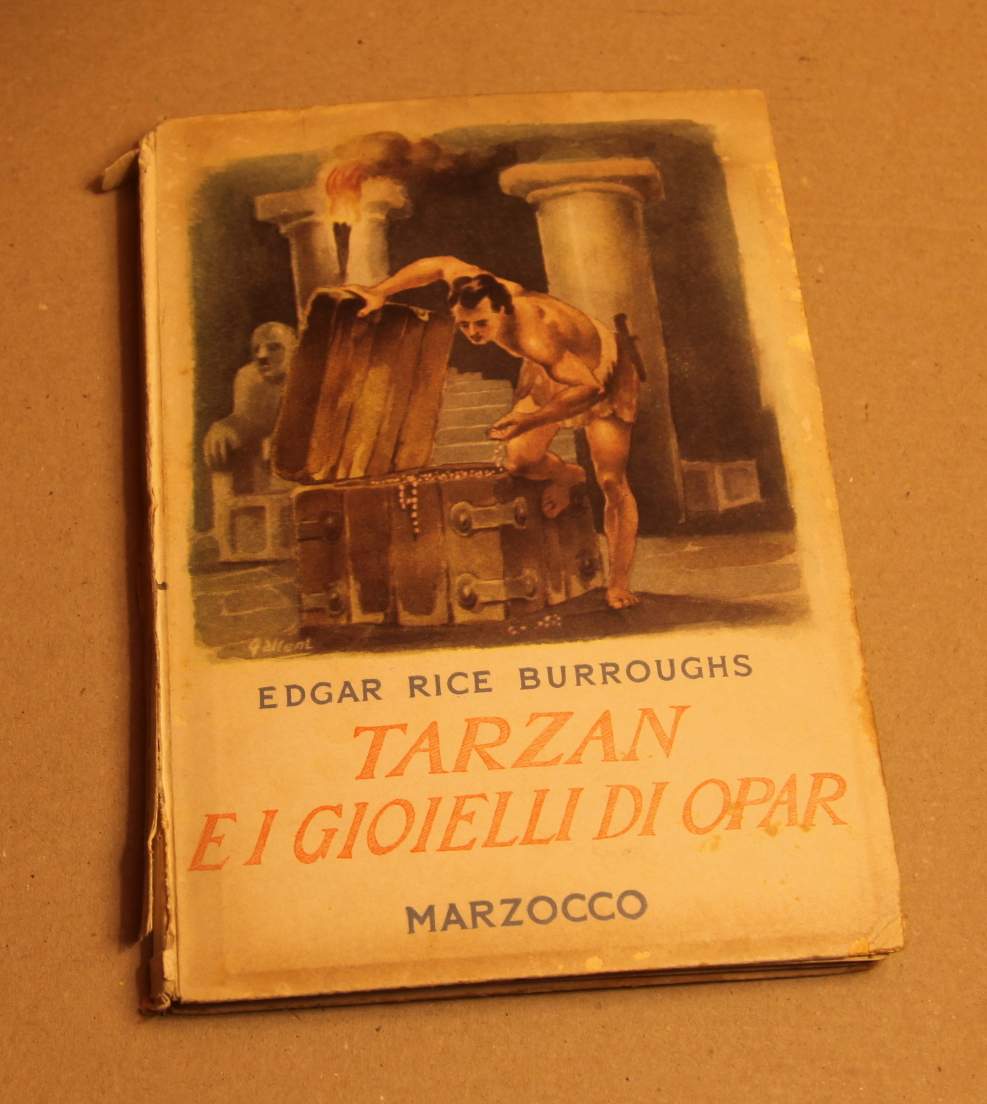 EDGAR RICE BURROUGHS
TARZAN
E I GIOIELLI DI OPAR
MARZOCCO